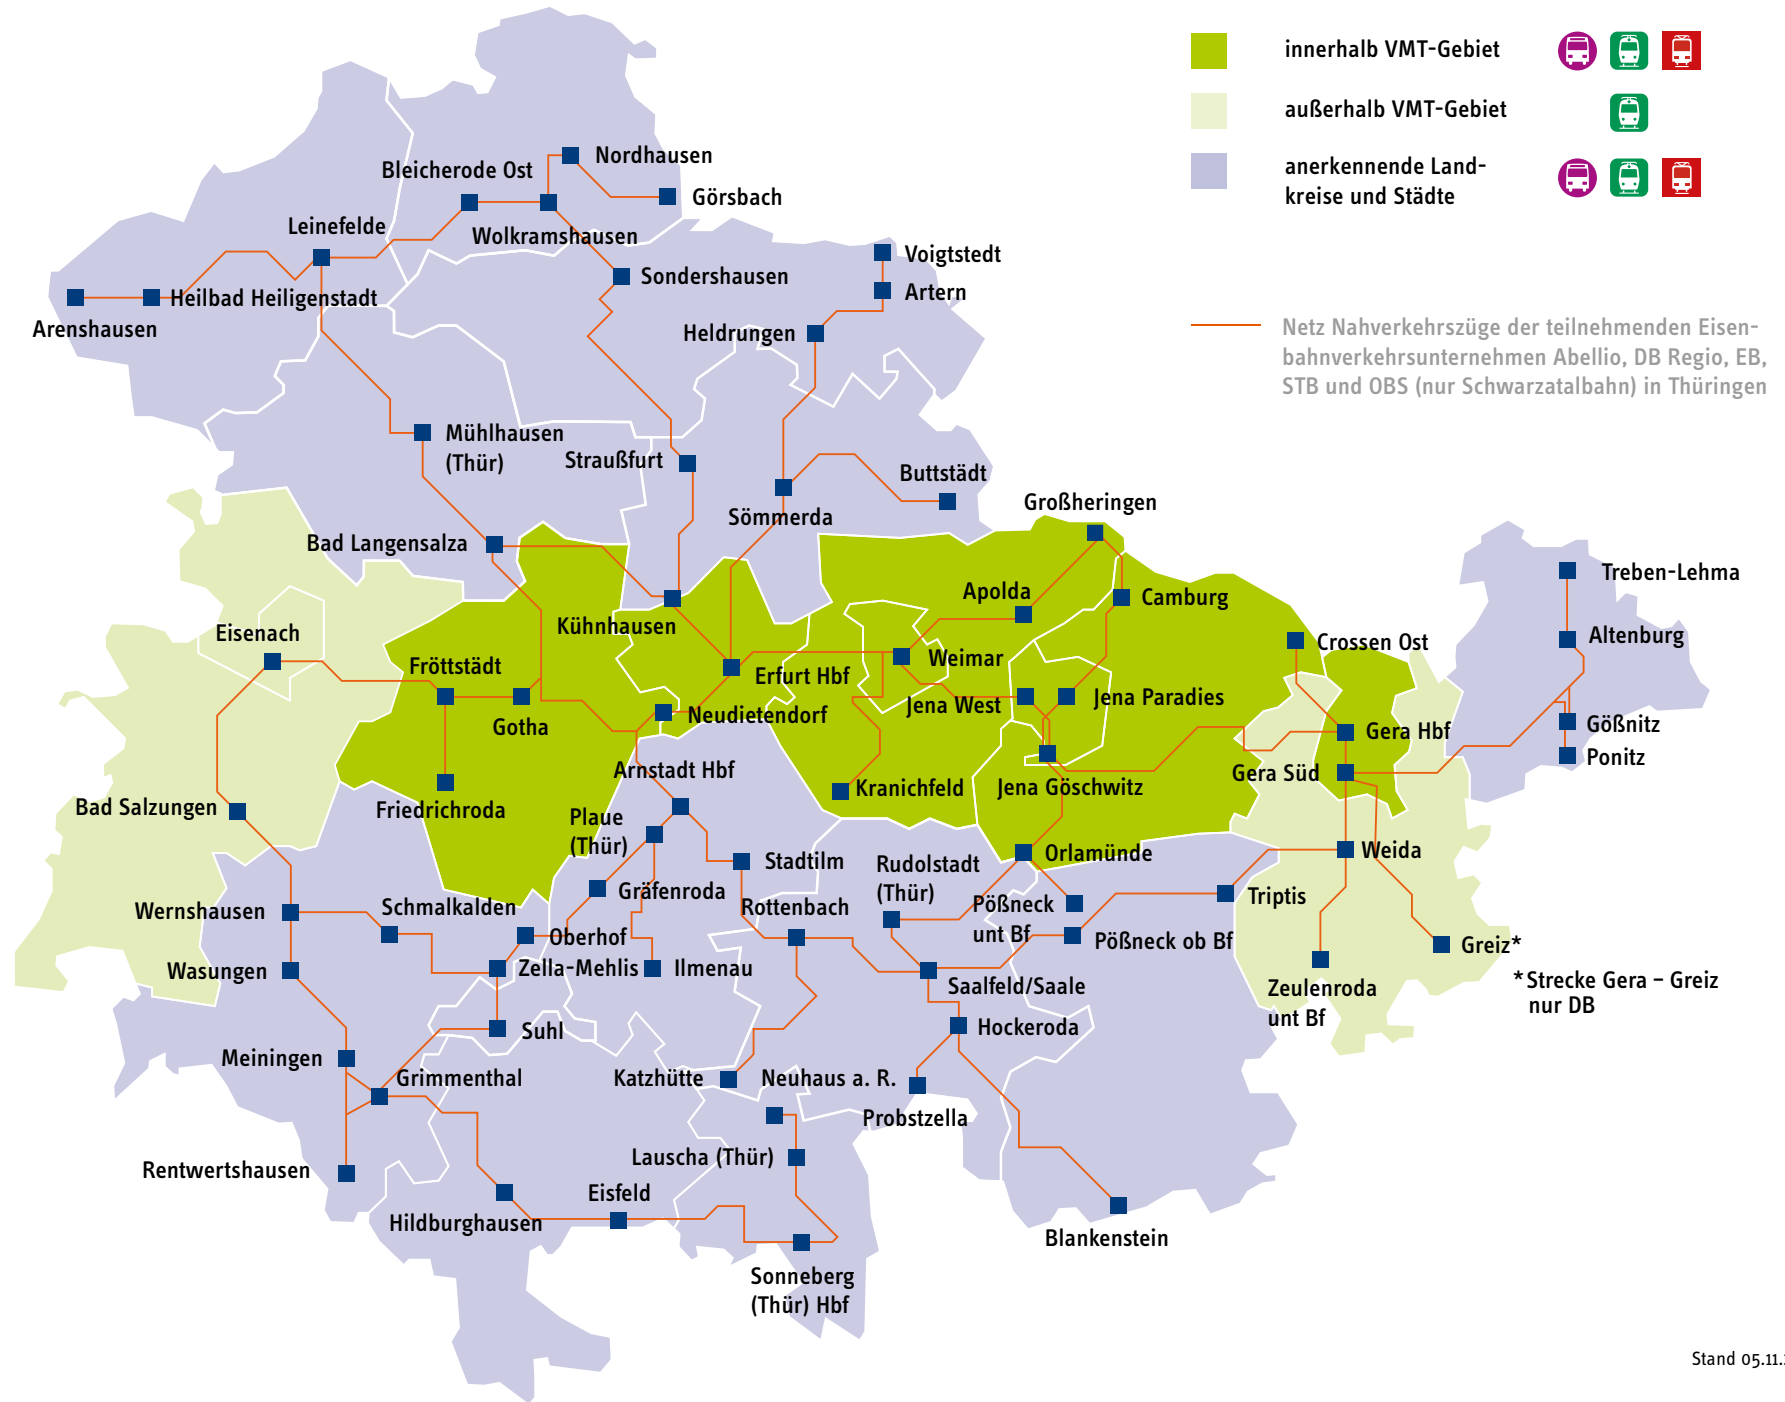 innerhalb VMT-Gebiet
außerhalb VMT-Gebiet
anerkennende Land-
kreise und Städte
Netz Nahverkehrszüge der teilnehmenden Eisen-
bahnverkehrsunternehmen Abellio, DB Regio, EB,
STB und OBS (nur Schwarzatalbahn) in Thüringen
Nordhausen
Bleicherode Ost
Görsbach
Leinefelde
Wolkramshausen
Voigtstedt
Sondershausen
Artern
Heilbad Heiligenstadt
Arenshausen
Heldrungen
Mühlhausen
(Thür)
Straußfurt
Buttstädt
Großheringen
Sömmerda
Bad Langensalza
Treben-Lehma
Apolda
Camburg
Kühnhausen
Eisenach
Altenburg
Crossen Ost
Fröttstädt
Weimar
Erfurt Hbf
Jena West
Jena Paradies
Neudietendorf
Gotha
Gößnitz
Gera Hbf
Ponitz
Arnstadt Hbf
Gera Süd
Kranichfeld
Jena Göschwitz
Bad Salzungen
Friedrichroda
Plaue
(Thür)
Orlamünde
Weida
Stadtilm
Rudolstadt
(Thür)
Gräfenroda
Triptis
Wernshausen
Schmalkalden
Rottenbach
Pößneck
unt Bf
Oberhof
Pößneck ob Bf
Greiz*
Wasungen
Zella-Mehlis
Ilmenau
Saalfeld/Saale
Zeulenroda
unt Bf
*Strecke Gera – Greiz
nur DB
Suhl
Hockeroda
Meiningen
Grimmenthal
Katzhütte
Neuhaus a. R.
Probstzella
Lauscha (Thür)
Rentwertshausen
Eisfeld
Hildburghausen
Blankenstein
Sonneberg
(Thür) Hbf
Stand 05.11.